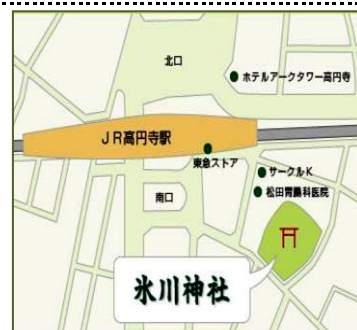 北口
ホテルアークタワー高円寺
JR高円寺駅
東急ストア
サークルK
南口
松田胃腸科医院
氷川神社